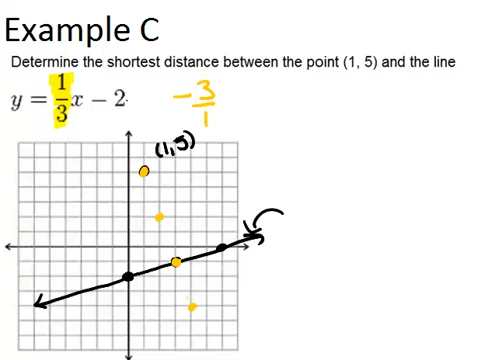 Example C
Determine the shortest distance between the point (1, 5) and the line
y = 1/3 x − 2
− 3/1
(1,5)